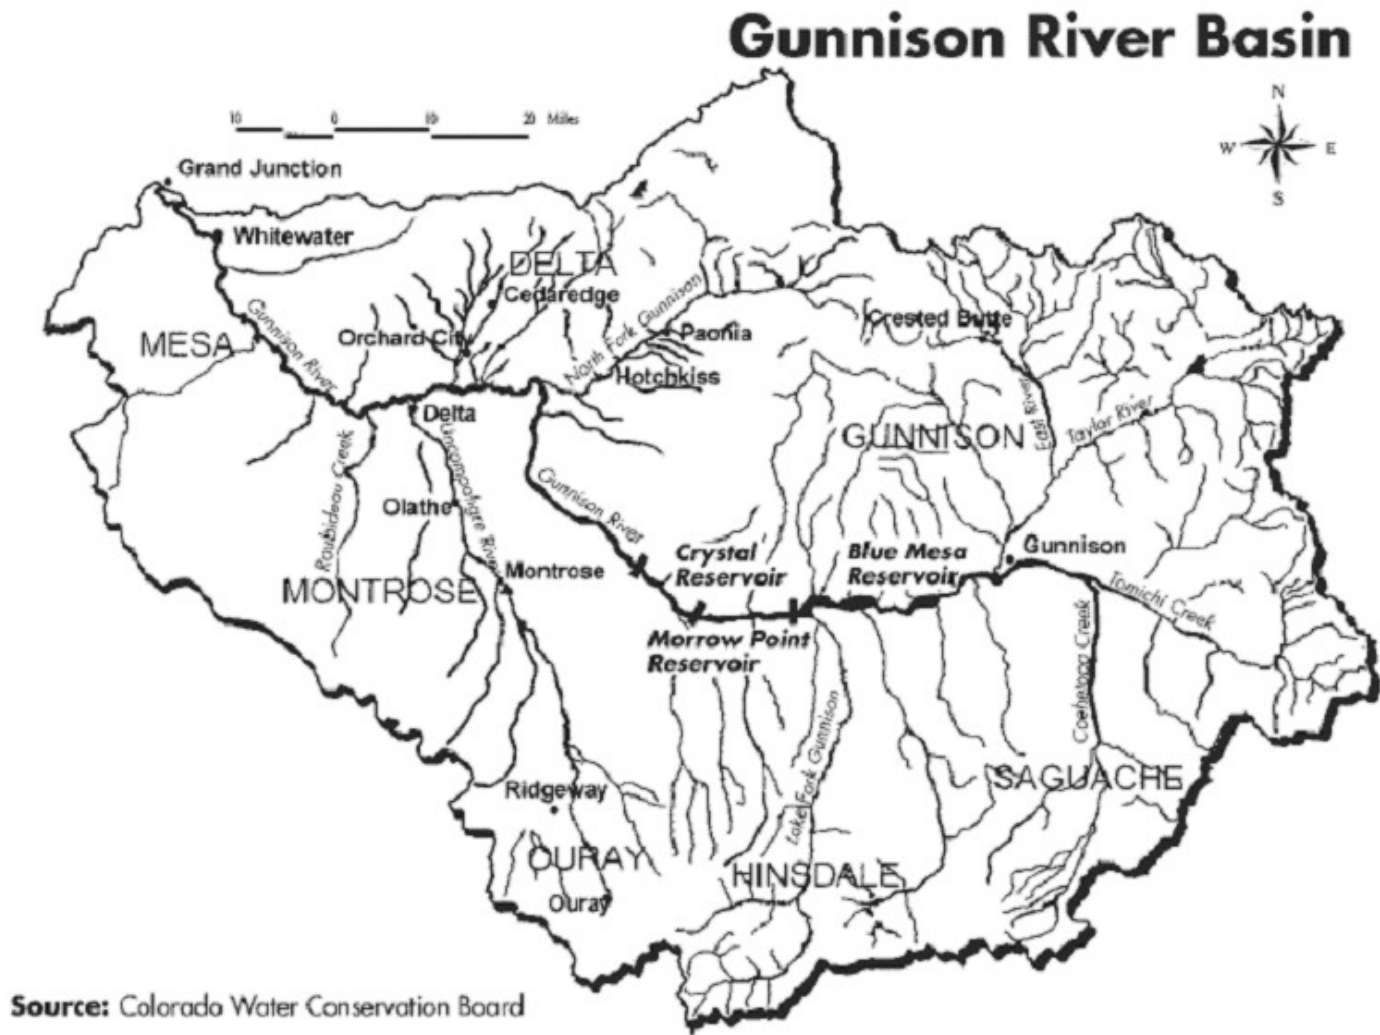 Gunnison River Basin
10 0 10 20 Miles
N
W E
S
Grand Junction
Whitewater
DELTA
Cedaredge
Gunnison River
MESA
Orchard City
North Fork Gunnison
Paonia
Hotchkiss
Crested Butte
Delta
GUNNISON
East River
Taylor River
Roubideau Creek
Uncompahgre River
Olathe
Gunnison River
Montrose
MONTROSE
Crystal
Reservoir
Blue Mesa
Reservoir
Gunnison
Tomichi Creek
Morrow Point
Reservoir
Cochetopa Creek
Lake Fork Gunnison
SAGUACHE
Ridgeway
OURAY
HINSDALE
Ouray
Source: Colorado Water Conservation Board